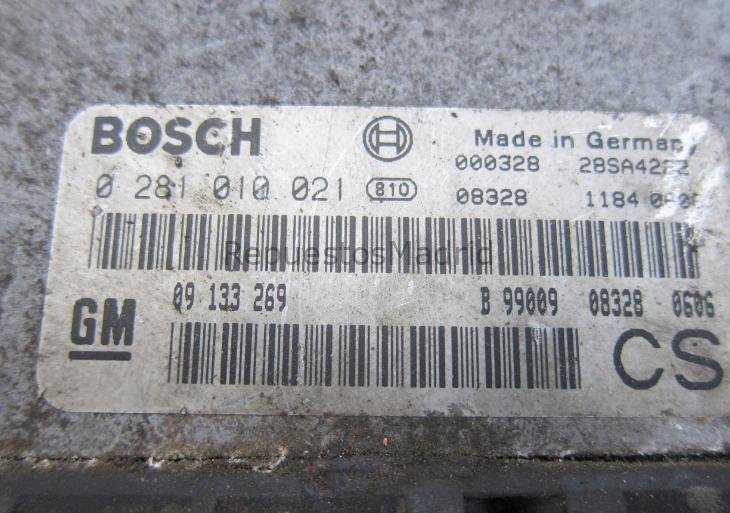 BOSCH
Made in Germany
000328 28SA4222
0 281 010 021 810
08328 1184
RepuestosMadrid
09 133 269 B 99009 08328 0606
GM
CS